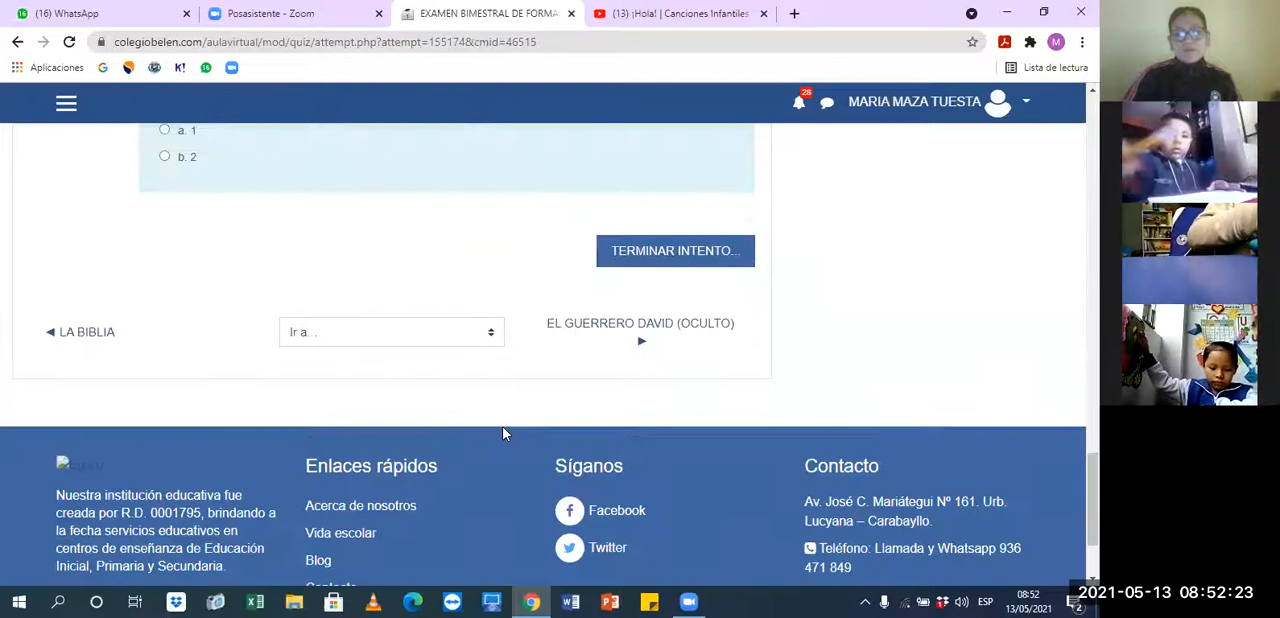 (16) WhatsApp
Posasistente - Zoom
EXAMEN BIMESTRAL DE FORMA
(13) ¡Hola! | Canciones Infantiles
colegiobelen.com/aulavirtual/mod/quiz/attempt.php?attempt=155174&cmid=46515
M
Aplicaciones
Lista de lectura
28
MARIA MAZA TUESTA
a. 1
b. 2
TERMINAR INTENTO...
◄ LA BIBLIA
Ir a...
EL GUERRERO DAVID (OCULTO)
►
Enlaces rápidos
Síganos
Contacto
Nuestra institución educativa fue
creada por R.D. 0001795, brindando a
la fecha servicios educativos en
centros de enseñanza de Educación
Inicial, Primaria y Secundaria.
Acerca de nosotros
Vida escolar
Blog
Contacto
Facebook
Twitter
Av. José C. Mariátegui Nº 161. Urb.
Lucyana – Carabayllo.
Teléfono: Llamada y Whatsapp 936
471 849
ESP
08:52
13/05/2021
2
2021-05-13 08:52:23